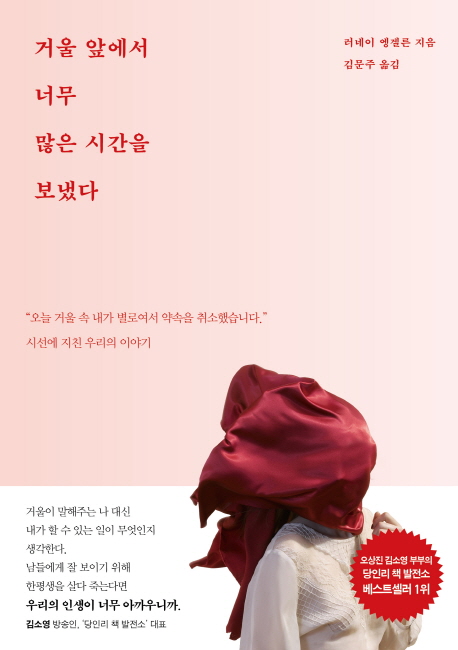 거울 앞에서
너무
많은 시간을
보냈다
러네이 엥겔른 지음
김문주 옮김
“오늘 거울 속 내가 별로여서 약속을 취소했습니다.”
시선에 지친 우리의 이야기
거울이 말해주는 나 대신
내가 할 수 있는 일이 무엇인지
생각한다.
남들에게 잘 보이기 위해
한평생을 살다 죽는다면
우리의 인생이 너무 아까우니까.
김소영 방송인, ‘당인리 책 발전소’ 대표
오상진 김소영 부부의
당인리 책 발전소
베스트셀러 1위